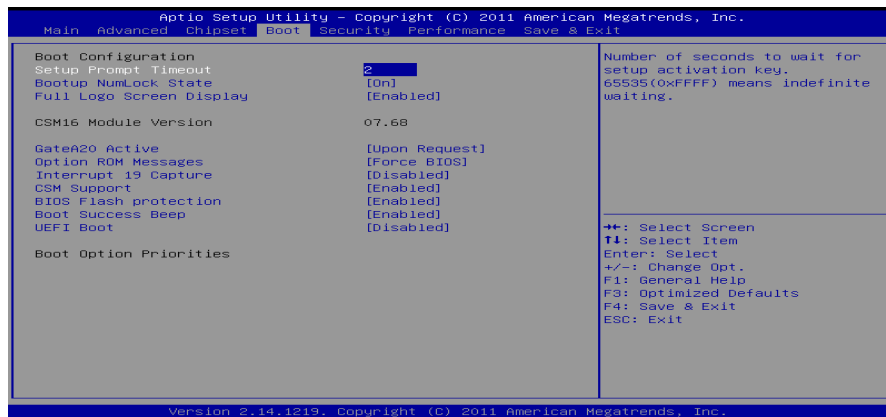 Aptio Setup Utility - Copyright (C) 2011 American Megatrends, Inc.
Main Advanced Chipset Boot Security Performance Save & Exit
Boot Configuration
Setup Prompt Timeout 2
Bootup NumLock State [On]
Full Logo Screen Display [Enabled]
CSM16 Module Version 07.68
GateA20 Active [Upon Request]
Option ROM Messages [Force BIOS]
Interrupt 19 Capture [Disabled]
CSM Support [Enabled]
BIOS Flash protection [Enabled]
Boot Success Beep [Enabled]
UEFI Boot [Disabled]
Boot Option Priorities
Number of seconds to wait for
setup activation key.
65535(0xFFFF) means indefinite
waiting.
→←: Select Screen
↑↓: Select Item
Enter: Select
+/-: Change Opt.
F1: General Help
F3: Optimized Defaults
F4: Save & Exit
ESC: Exit
Version 2.14.1219. Copyright (C) 2011 American Megatrends, Inc.